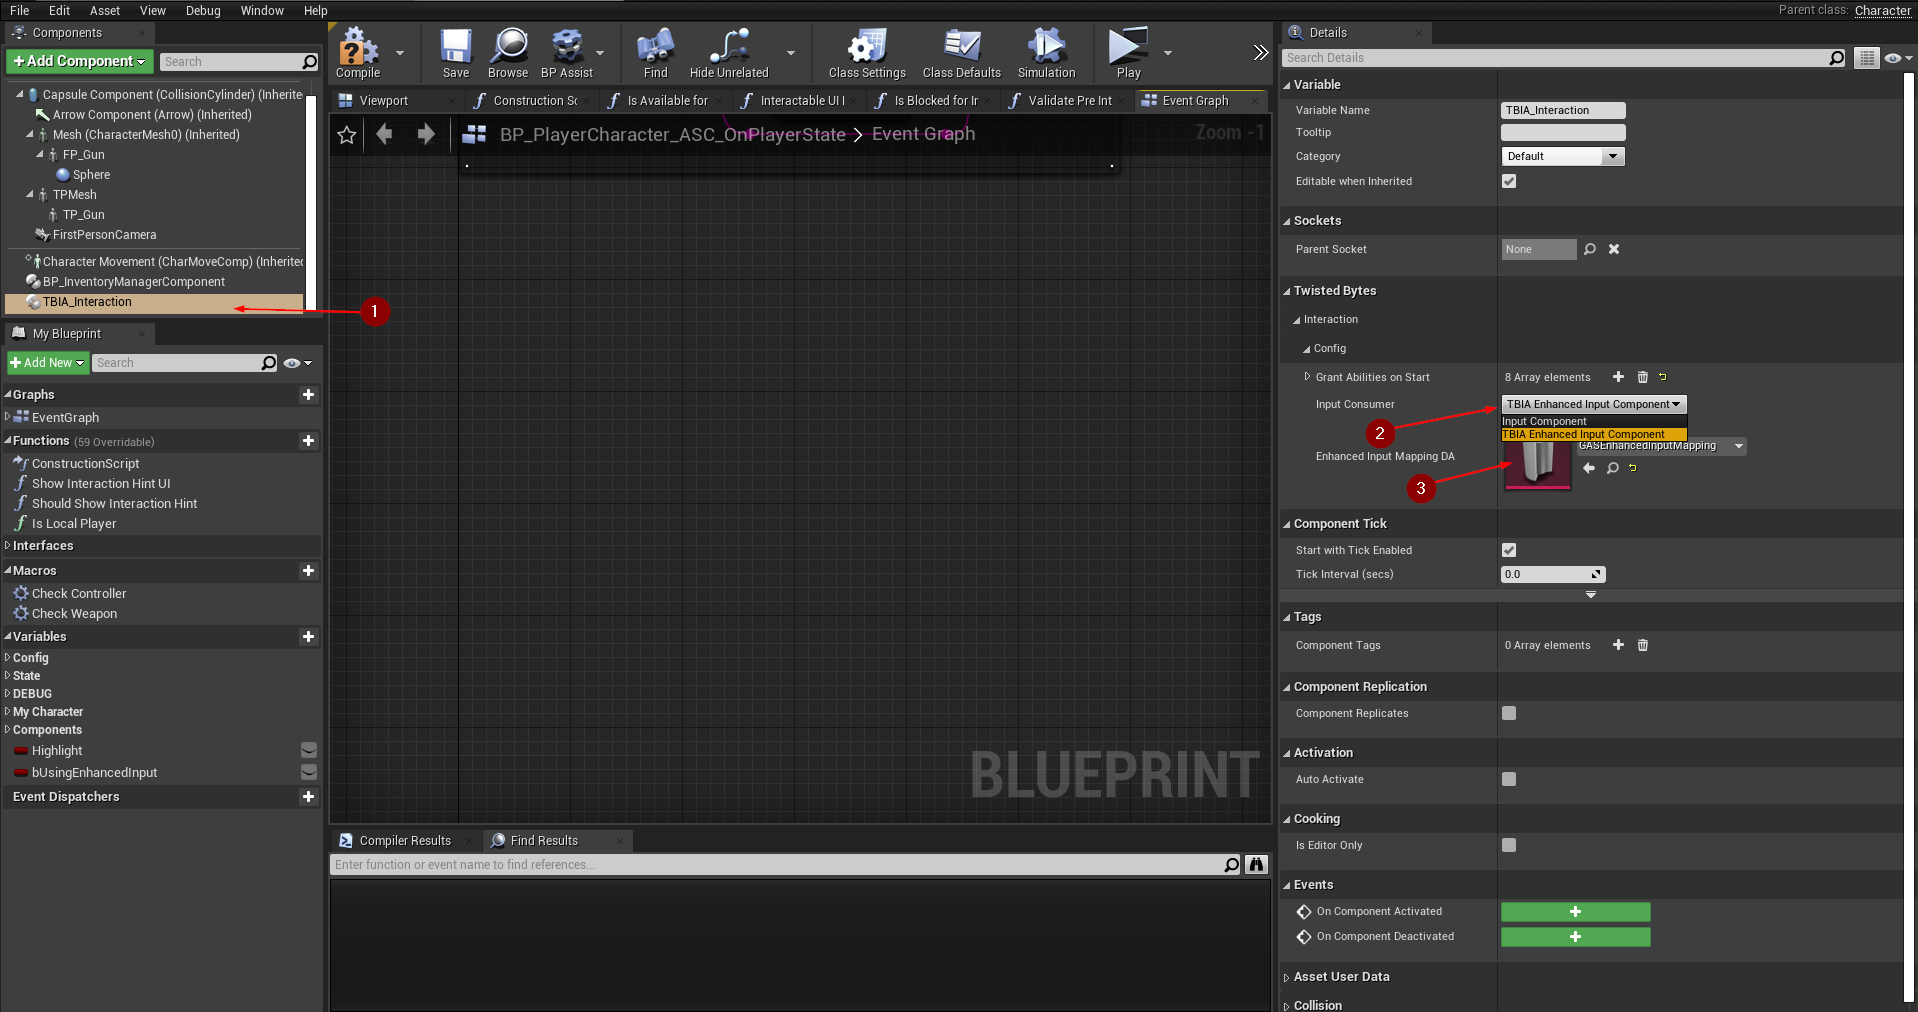 File Edit Asset View Debug Window Help
Parent class: Character
Components
Add Component
Search
Capsule Component (CollisionCylinder) (Inherite
Arrow Component (Arrow) (Inherited)
Mesh (CharacterMesh0) (Inherited)
FP_Gun
Sphere
TPMesh
TP_Gun
FirstPersonCamera
Character Movement (CharMoveComp) (Inherited
BP_InventoryManagerComponent
TBIA_Interaction
1
My Blueprint
Add New
Search
Graphs
EventGraph
Functions (59 Overridable)
ConstructionScript
Show Interaction Hint UI
Should Show Interaction Hint
Is Local Player
Interfaces
Macros
Check Controller
Check Weapon
Variables
Config
State
DEBUG
My Character
Components
Highlight
bUsingEnhancedInput
Event Dispatchers
Compile
Save
Browse
BP Assist
Find
Hide Unrelated
Class Settings
Class Defaults
Simulation
Play
Viewport
Construction Sc
Is Available for
Interactable UI I
Is Blocked for Ir
Validate Pre Int
Event Graph
BP_PlayerCharacter_ASC_OnPlayerState > Event Graph
Zoom -1
BLUEPRINT
Compiler Results
Find Results
Enter function or event name to find references...
Details
Search Details
Variable
Variable Name TBIA_Interaction
Tooltip
Category Default
Editable when Inherited
Sockets
Parent Socket None
Twisted Bytes
Interaction
Config
Grant Abilities on Start 8 Array elements
Input Consumer TBIA Enhanced Input Component
Input Component
2
TBIA Enhanced Input Component
GASEnhancedInputMapping
Enhanced Input Mapping DA
3
Component Tick
Start with Tick Enabled
Tick Interval (secs) 0.0
Tags
Component Tags 0 Array elements
Component Replication
Component Replicates
Activation
Auto Activate
Cooking
Is Editor Only
Events
On Component Activated
On Component Deactivated
Asset User Data
Collision